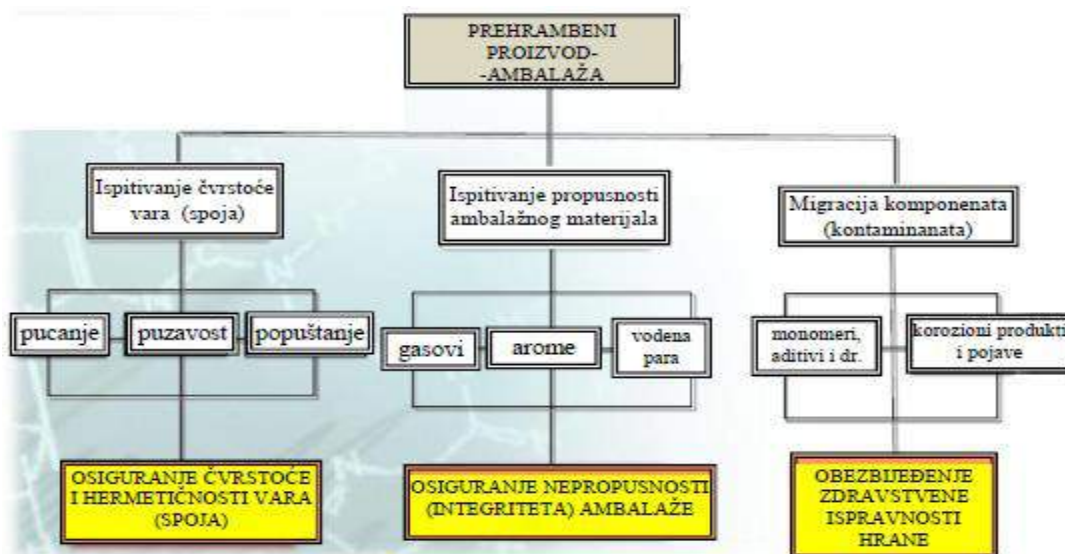 PREHRAMBENI
PROIZVOD-
-AMBALAŽA
Ispitivanje čvrstoće
vara (spoja)
Ispitivanje propusnosti
ambalažnog materijala
Migracija komponenata
(kontaminanata)
pucanje
puzavost
popuštanje
gasovi
arome
vodena
para
monomeri,
aditivi i dr.
korozioni produkti
i pojave
OSIGURANJE ČVRSTOĆE
I HERMETIČNOSTI VARA
(SPOJA)
OSIGURANJE NEPROPUSNOSTI
(INTEGRITETA) AMBALAŽE
OBEZBIJEĐENJE
ZDRAVSTVENE
ISPRAVNOSTI
HRANE